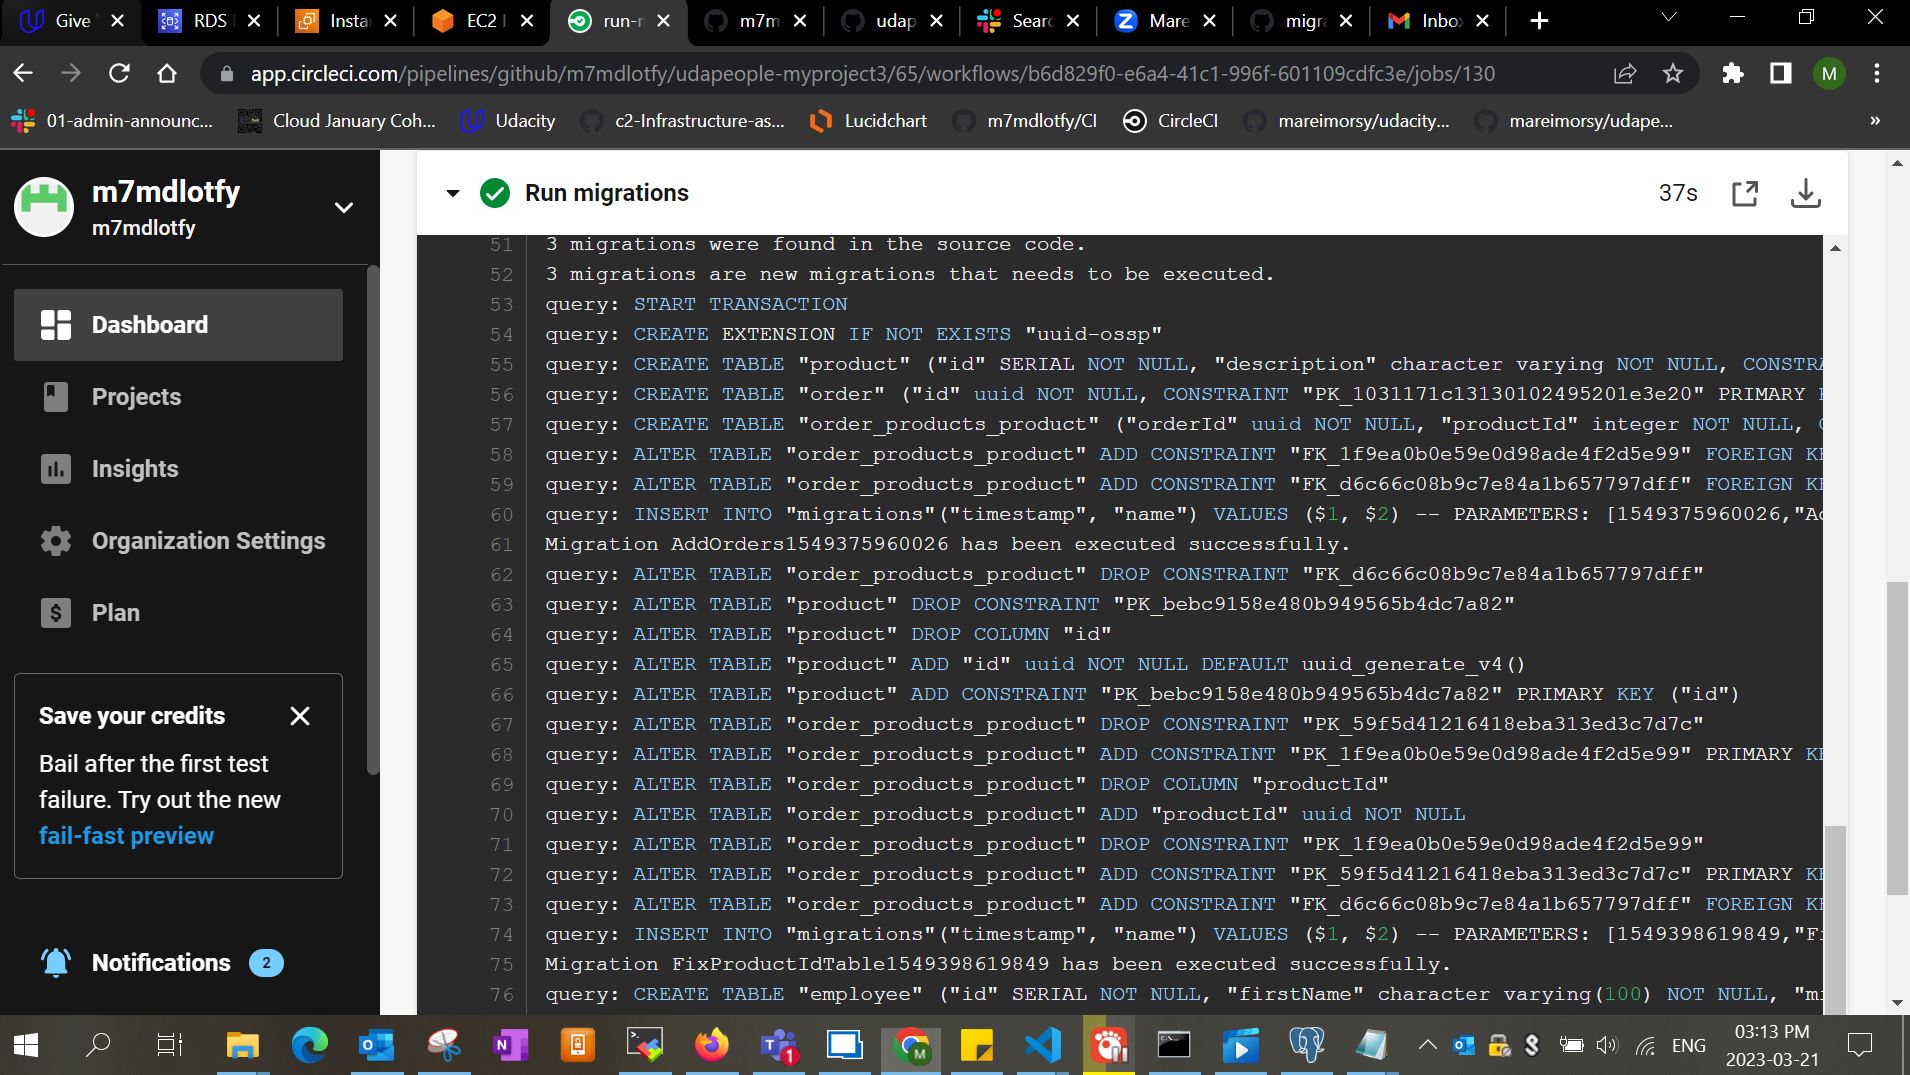 Give
RDS
Insta
EC2
run-r
m7m
udap
Searc
Mare
migra
Inbo
app.circleci.com/pipelines/github/m7mdlotfy/udapeople-myproject3/65/workflows/b6d829f0-e6a4-41c1-996f-601109cdfc3e/jobs/130
M
01-admin-announc...
Cloud January Coh...
Udacity
c2-Infrastructure-as...
Lucidchart
m7mdlotfy/CI
CircleCI
mareimorsy/udacity...
mareimorsy/udape...
»
m7mdlotfy
m7mdlotfy
Dashboard
Projects
Insights
Organization Settings
Plan
Save your credits
Bail after the first test
failure. Try out the new
fail-fast preview
Notifications 2
Run migrations 37s
51 3 migrations were found in the source code.
52 3 migrations are new migrations that needs to be executed.
53 query: START TRANSACTION
54 query: CREATE EXTENSION IF NOT EXISTS "uuid-ossp"
55 query: CREATE TABLE "product" ("id" SERIAL NOT NULL, "description" character varying NOT NULL, CONSTRA
56 query: CREATE TABLE "order" ("id" uuid NOT NULL, CONSTRAINT "PK_1031171c13130102495201e3e20" PRIMARY
57 query: CREATE TABLE "order_products_product" ("orderId" uuid NOT NULL, "productId" integer NOT NULL,
58 query: ALTER TABLE "order_products_product" ADD CONSTRAINT "FK_1f9ea0b0e59e0d98ade4f2d5e99" FOREIGN KE
59 query: ALTER TABLE "order_products_product" ADD CONSTRAINT "FK_d6c66c08b9c7e84a1b657797dff" FOREIGN KE
60 query: INSERT INTO "migrations"("timestamp", "name") VALUES ($1, $2) -- PARAMETERS: [1549375960026,"Ad
61 Migration AddOrders1549375960026 has been executed successfully.
62 query: ALTER TABLE "order_products_product" DROP CONSTRAINT "FK_d6c66c08b9c7e84a1b657797dff"
63 query: ALTER TABLE "product" DROP CONSTRAINT "PK_bebc9158e480b949565b4dc7a82"
64 query: ALTER TABLE "product" DROP COLUMN "id"
65 query: ALTER TABLE "product" ADD "id" uuid NOT NULL DEFAULT uuid_generate_v4()
66 query: ALTER TABLE "product" ADD CONSTRAINT "PK_bebc9158e480b949565b4dc7a82" PRIMARY KEY ("id")
67 query: ALTER TABLE "order_products_product" DROP CONSTRAINT "PK_59f5d41216418eba313ed3c7d7c"
68 query: ALTER TABLE "order_products_product" ADD CONSTRAINT "PK_1f9ea0b0e59e0d98ade4f2d5e99" PRIMARY KE
69 query: ALTER TABLE "order_products_product" DROP COLUMN "productId"
70 query: ALTER TABLE "order_products_product" ADD "productId" uuid NOT NULL
71 query: ALTER TABLE "order_products_product" DROP CONSTRAINT "PK_1f9ea0b0e59e0d98ade4f2d5e99"
72 query: ALTER TABLE "order_products_product" ADD CONSTRAINT "PK_59f5d41216418eba313ed3c7d7c" PRIMARY KE
73 query: ALTER TABLE "order_products_product" ADD CONSTRAINT "FK_d6c66c08b9c7e84a1b657797dff" FOREIGN KE
74 query: INSERT INTO "migrations"("timestamp", "name") VALUES ($1, $2) -- PARAMETERS: [1549398619849,"Fi
75 Migration FixProductIdTable1549398619849 has been executed successfully.
76 query: CREATE TABLE "employee" ("id" SERIAL NOT NULL, "firstName" character varying(100) NOT NULL, "mi
ENG
03:13 PM
2023-03-21